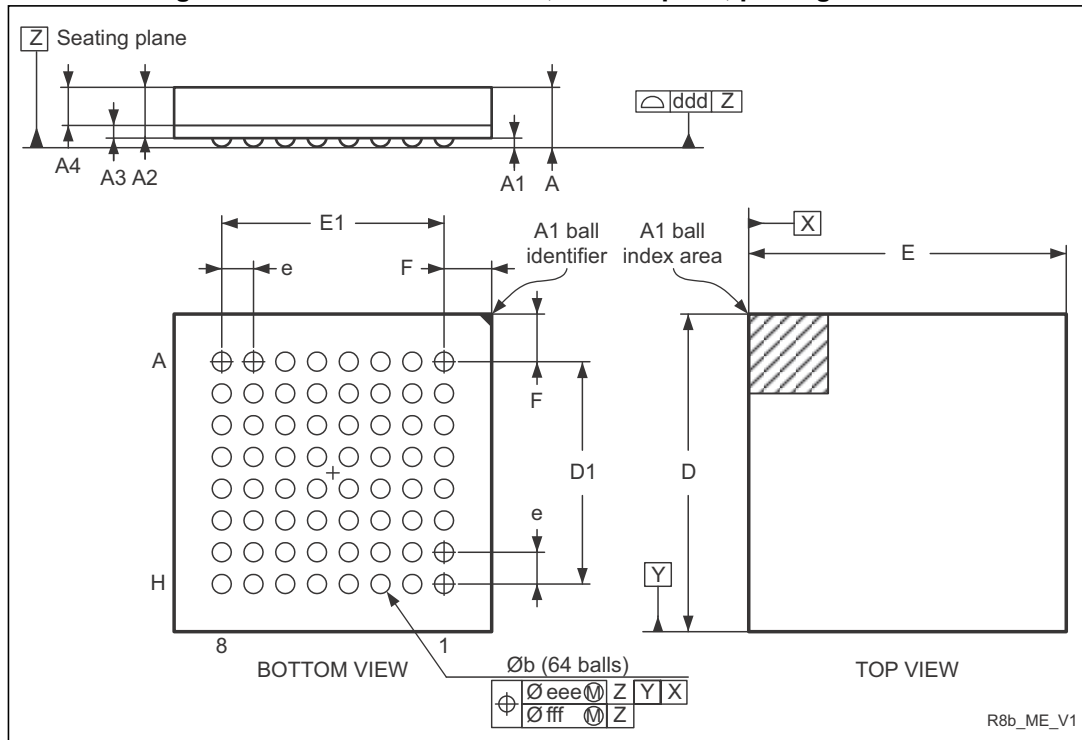 Z Seating plane
ddd Z
A4
A3 A2
A1
A
E1
A1 ball
identifier
A1 ball
index area
X
e
F
E
A
F
D1
D
e
H
Y
8
1
BOTTOM VIEW
Øb (64 balls)
TOP VIEW
Ø eee Ⓜ Z Y X
Ø fff Ⓜ Z
R8b_ME_V1